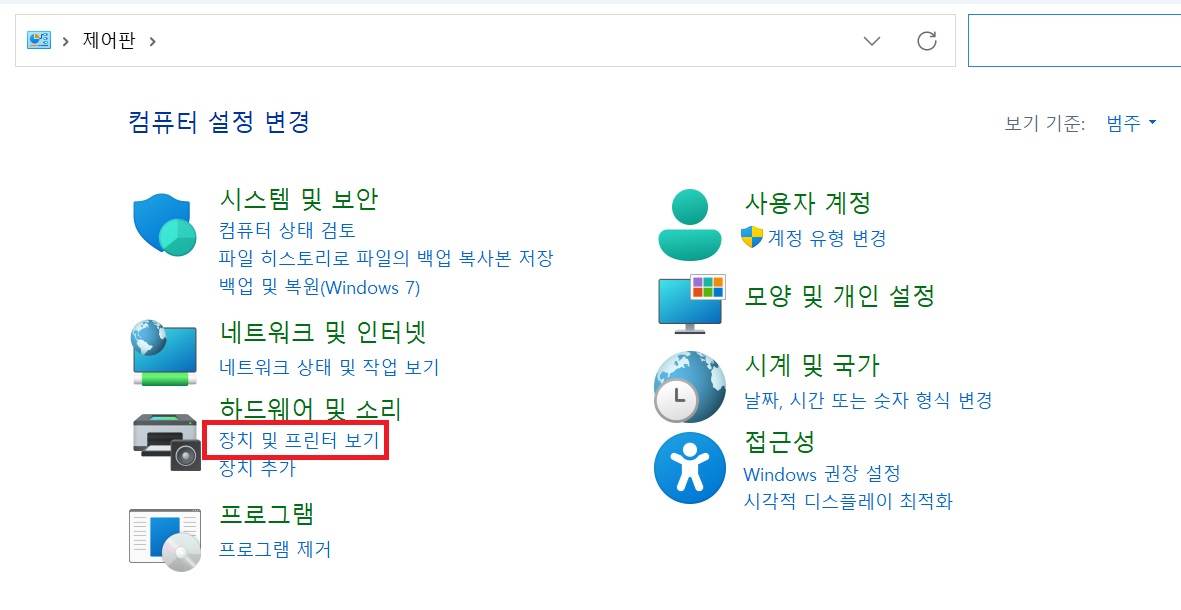 제어판
컴퓨터 설정 변경
보기 기준: 범주
시스템 및 보안
컴퓨터 상태 검토
파일 히스토리로 파일의 백업 복사본 저장
백업 및 복원(Windows 7)
네트워크 및 인터넷
네트워크 상태 및 작업 보기
하드웨어 및 소리
장치 및 프린터 보기
장치 추가
프로그램
프로그램 제거
사용자 계정
계정 유형 변경
모양 및 개인 설정
시계 및 국가
날짜, 시간 또는 숫자 형식 변경
접근성
Windows 권장 설정
시각적 디스플레이 최적화